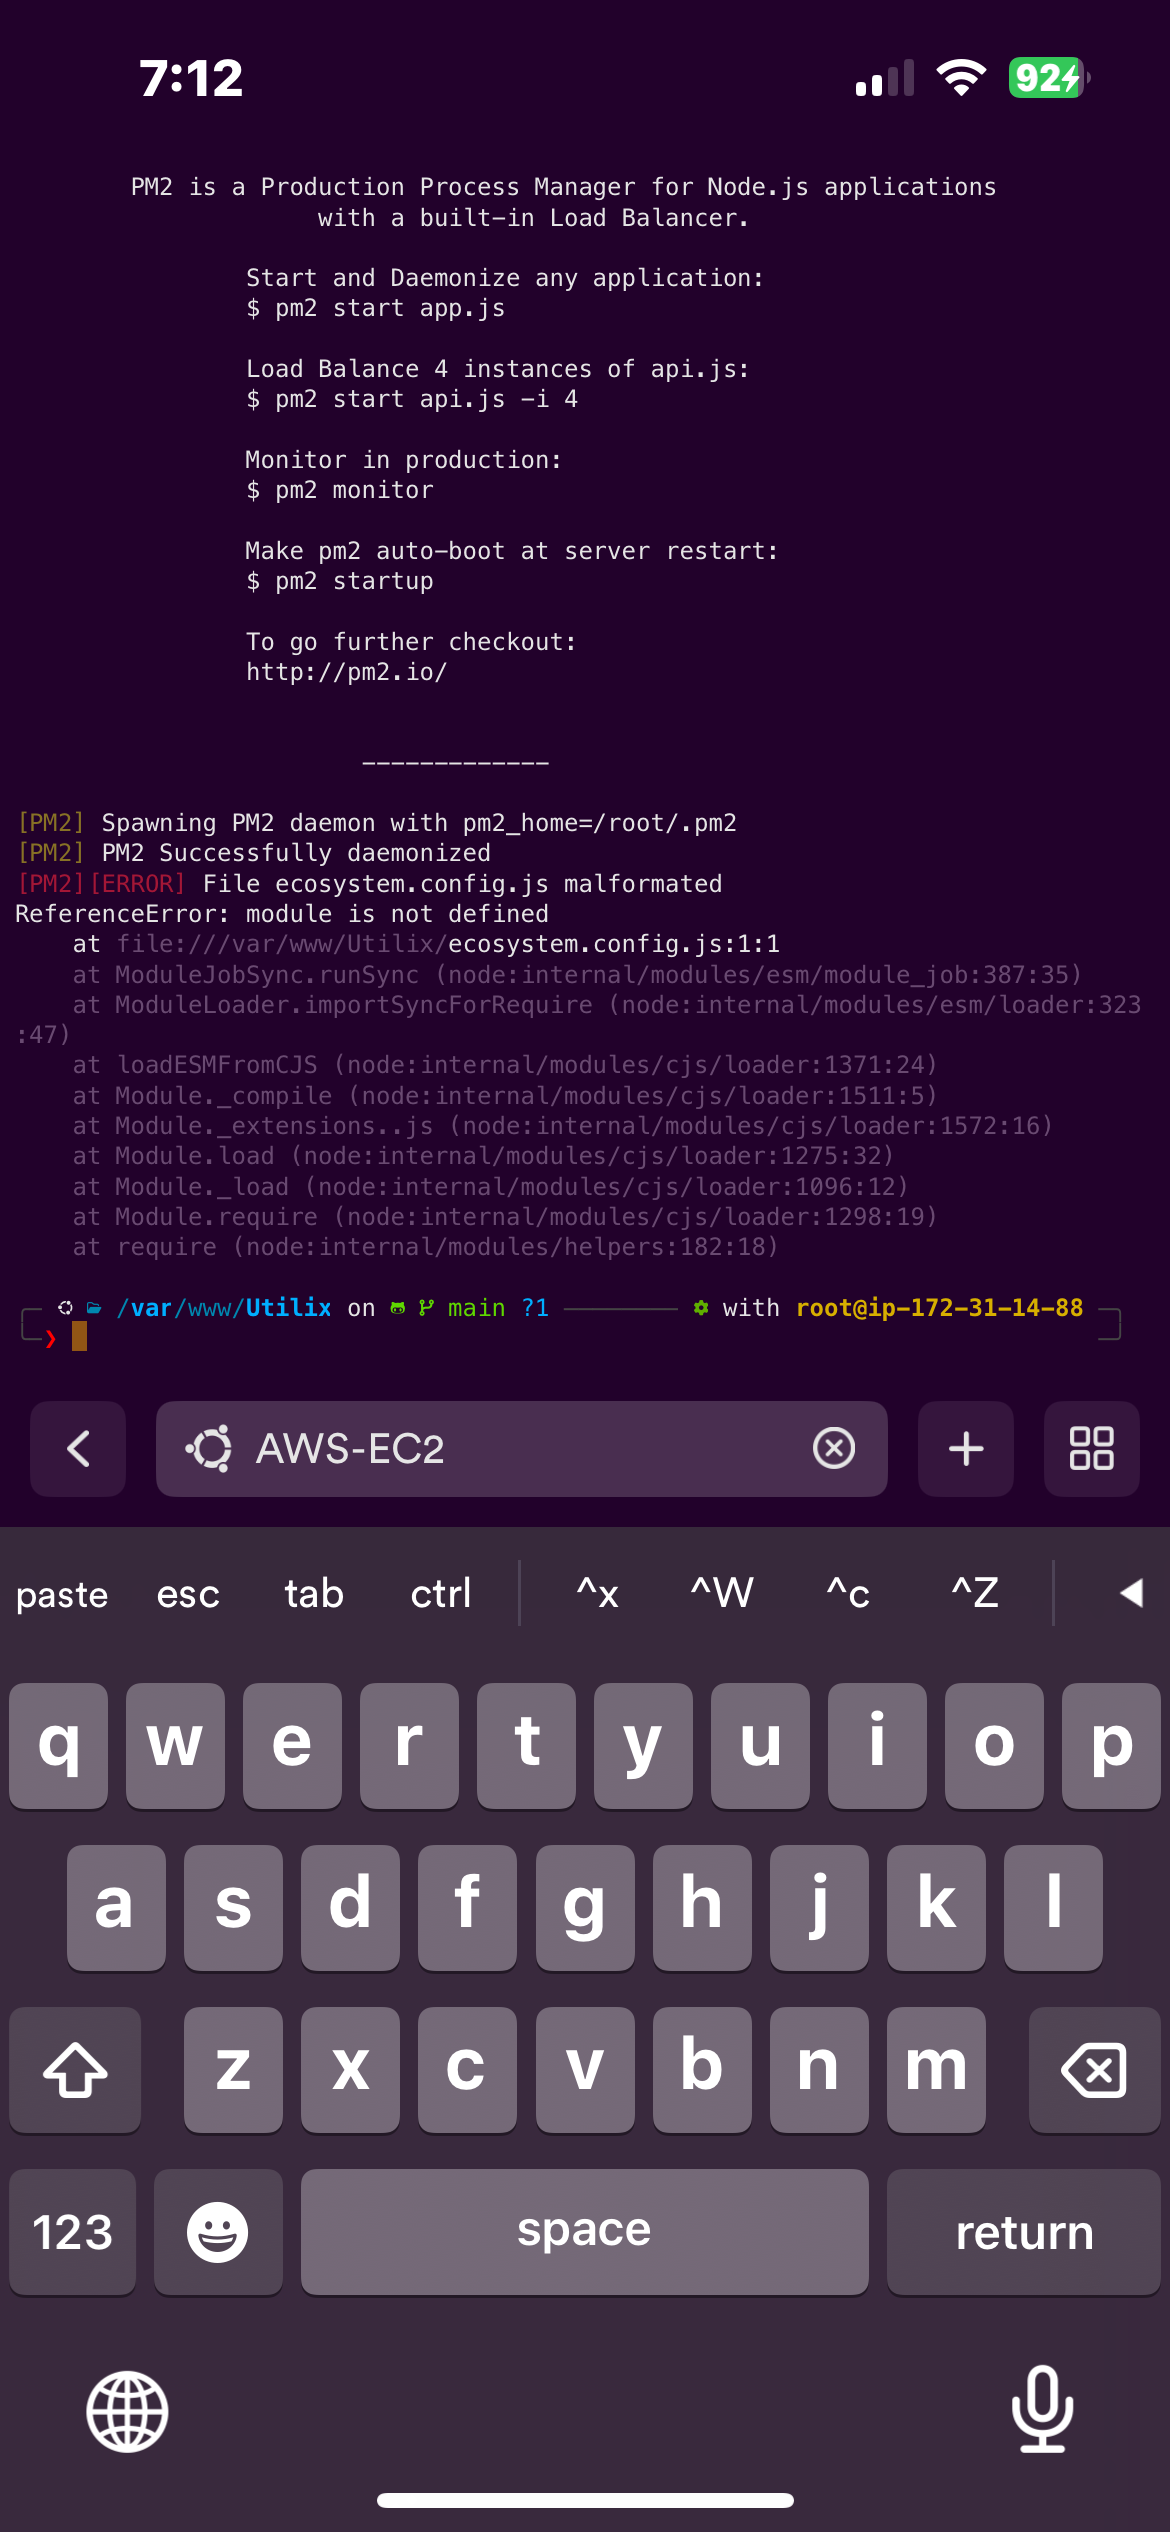 7:12
92
PM2 is a Production Process Manager for Node.js applications
with a built-in Load Balancer.
Start and Daemonize any application:
$ pm2 start app.js
Load Balance 4 instances of api.js:
$ pm2 start api.js -i 4
Monitor in production:
$ pm2 monitor
Make pm2 auto-boot at server restart:
$ pm2 startup
To go further checkout:
http://pm2.io/
-------------
[PM2] Spawning PM2 daemon with pm2_home=/root/.pm2
[PM2] PM2 Successfully daemonized
[PM2][ERROR] File ecosystem.config.js malformated
ReferenceError: module is not defined
at file:///var/www/Utilix/ecosystem.config.js:1:1
at ModuleJobSync.runSync (node:internal/modules/esm/module_job:387:35)
at ModuleLoader.importSyncForRequire (node:internal/modules/esm/loader:323
:47)
at loadESMFromCJS (node:internal/modules/cjs/loader:1371:24)
at Module._compile (node:internal/modules/cjs/loader:1511:5)
at Module._extensions..js (node:internal/modules/cjs/loader:1572:16)
at Module.load (node:internal/modules/cjs/loader:1275:32)
at Module._load (node:internal/modules/cjs/loader:1096:12)
at Module.require (node:internal/modules/cjs/loader:1298:19)
at require (node:internal/modules/helpers:182:18)
/var/www/Utilix on main ?1 with root@ip-172-31-14-88
❯
AWS-EC2
paste esc tab ctrl ^x ^W ^c ^Z
q w e r t y u i o p
a s d f g h j k l
z x c v b n m
123 space return